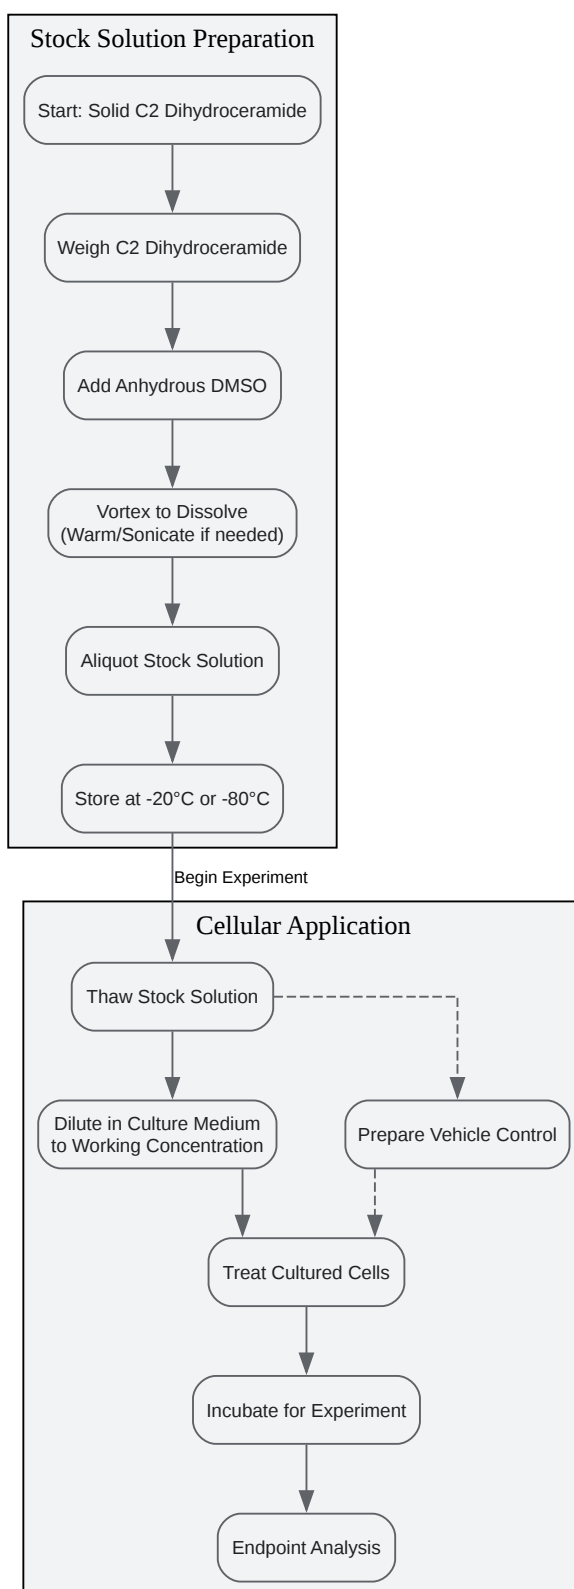 Stock Solution Preparation
Start: Solid C2 Dihydroceramide
Weigh C2 Dihydroceramide
Add Anhydrous DMSO
Vortex to Dissolve
(Warm/Sonicate if needed)
Aliquot Stock Solution
Store at -20°C or -80°C
Begin Experiment
Cellular Application
Thaw Stock Solution
Dilute in Culture Medium
to Working Concentration
Prepare Vehicle Control
Treat Cultured Cells
Incubate for Experiment
Endpoint Analysis